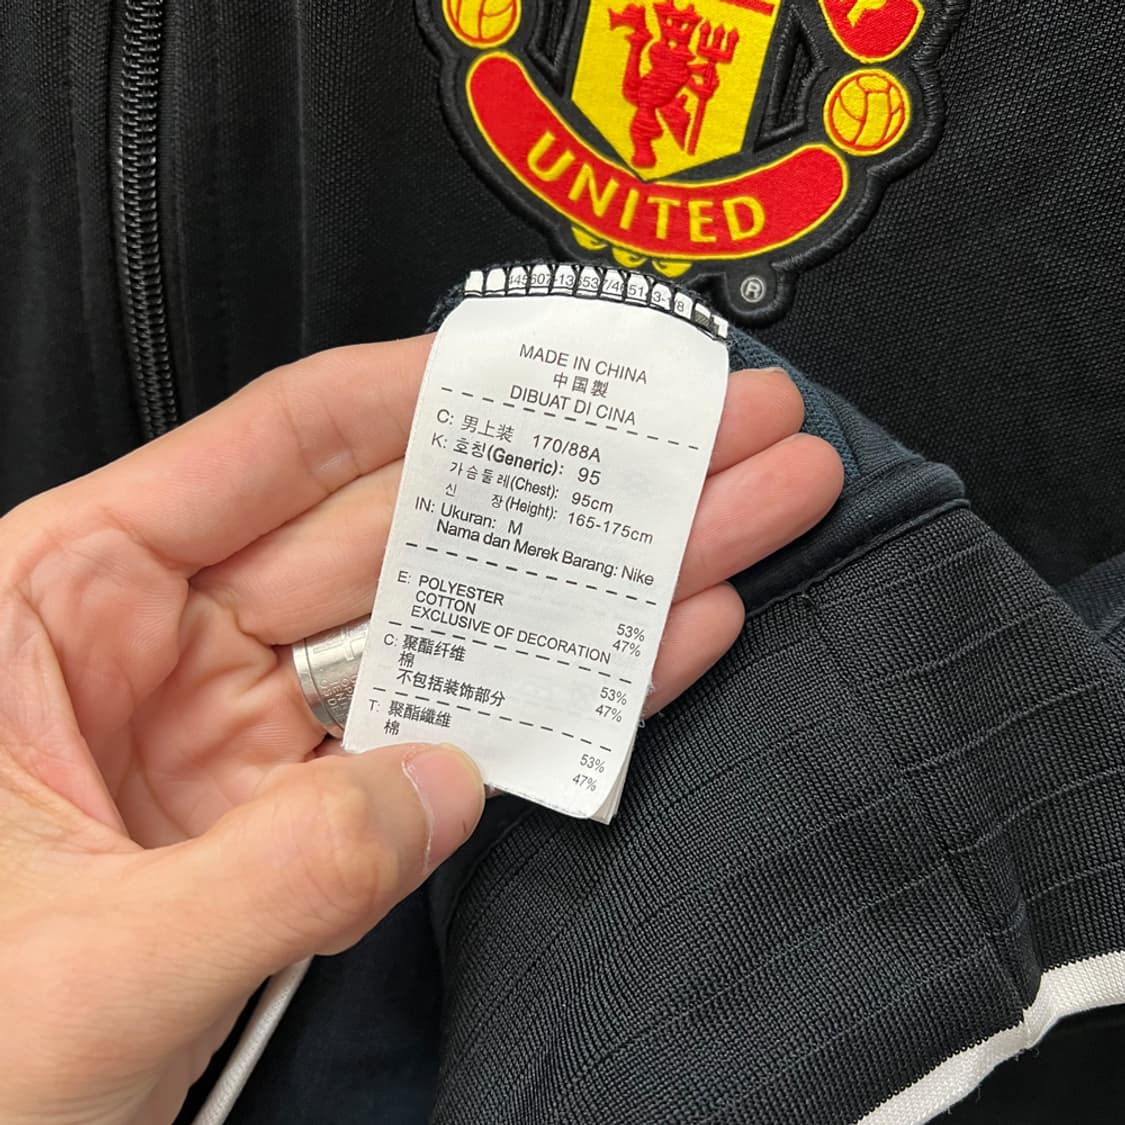 UNITED
®
MADE IN CHINA
中国製
DIBUAT DI CINA
C: 男上装 170/88A
K: 호칭(Generic): 95
가슴둘레(Chest): 95cm
신 장(Height): 165-175cm
IN: Ukuran: M
Nama dan Merek Barang: Nike
E: POLYESTER 53%
COTTON 47%
EXCLUSIVE OF DECORATION
C: 聚酯纤维 53%
棉 47%
不包括装饰部分
T: 聚酯纖維 53%
棉 47%